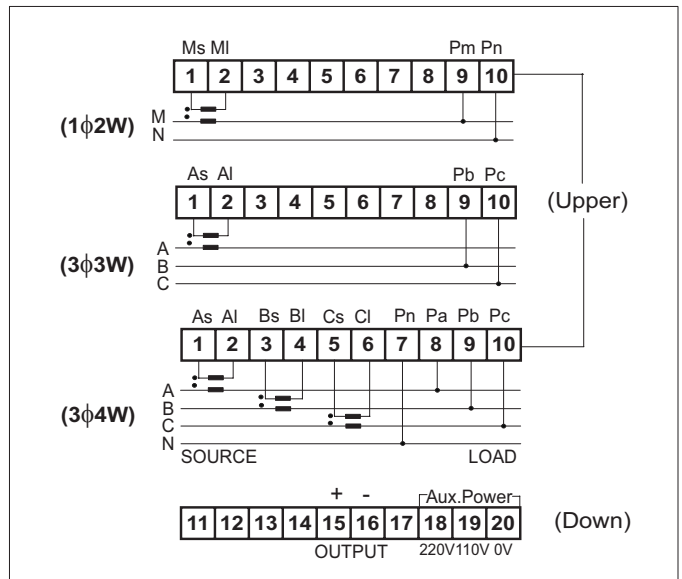 Ms Ml Pm Pn
1 2 3 4 5 6 7 8 9 10
M
(1ϕ2W)
N
As Al Pb Pc
1 2 3 4 5 6 7 8 9 10
(Upper)
A
(3ϕ3W) B
C
As Al Bs Bl Cs Cl Pn Pa Pb Pc
1 2 3 4 5 6 7 8 9 10
A
(3ϕ4W) B
C
N
SOURCE LOAD
+ - Aux.Power
11 12 13 14 15 16 17 18 19 20 (Down)
OUTPUT 220V110V 0V